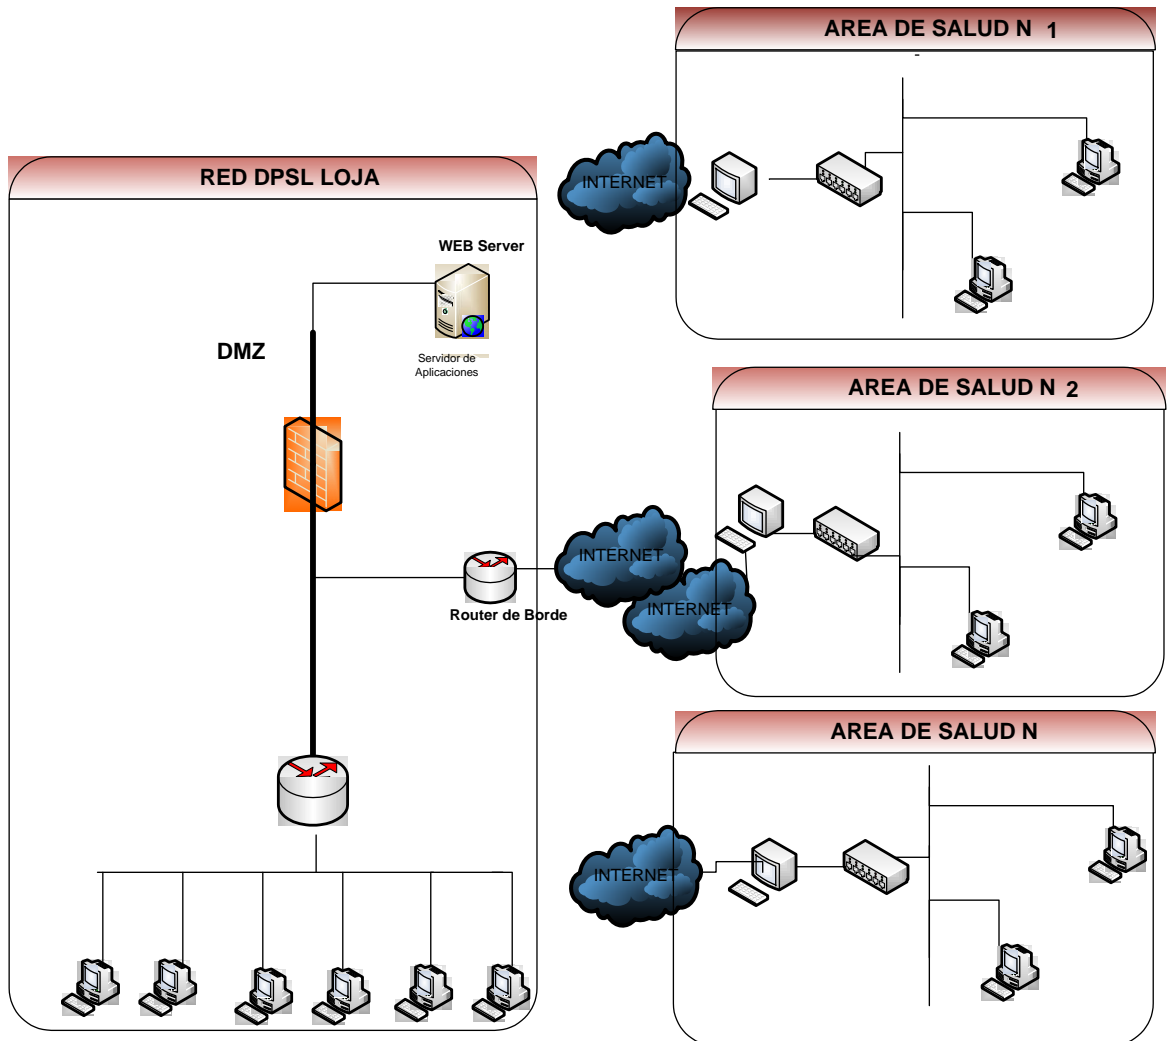 AREA DE SALUD N 1
-
INTERNET
RED DPSL LOJA
WEB Server
DMZ
Servidor de
Aplicaciones
AREA DE SALUD N 2
INTERNET
INTERNET
Router de Borde
AREA DE SALUD N
INTERNET